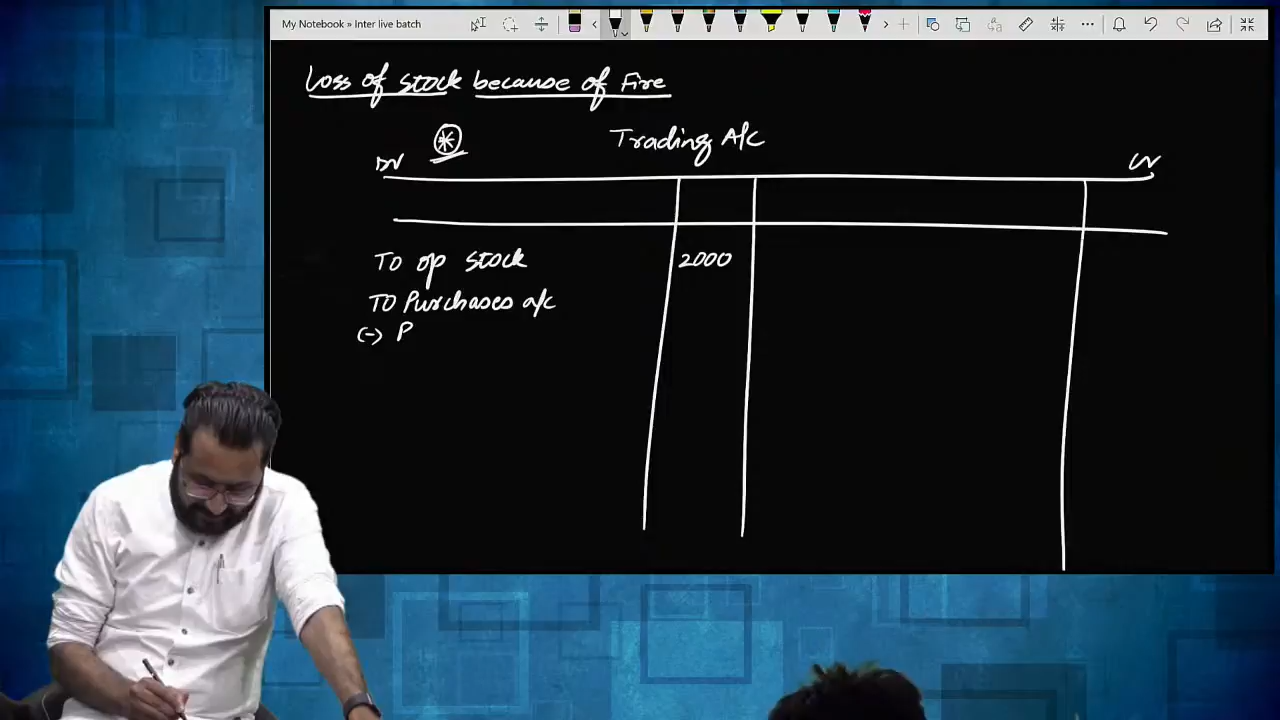 My Notebook » Inter live batch
Loss of stock because of Fire
Trading A/c
Dr Cr
To op stock 2000
To Purchases a/c
(-) P